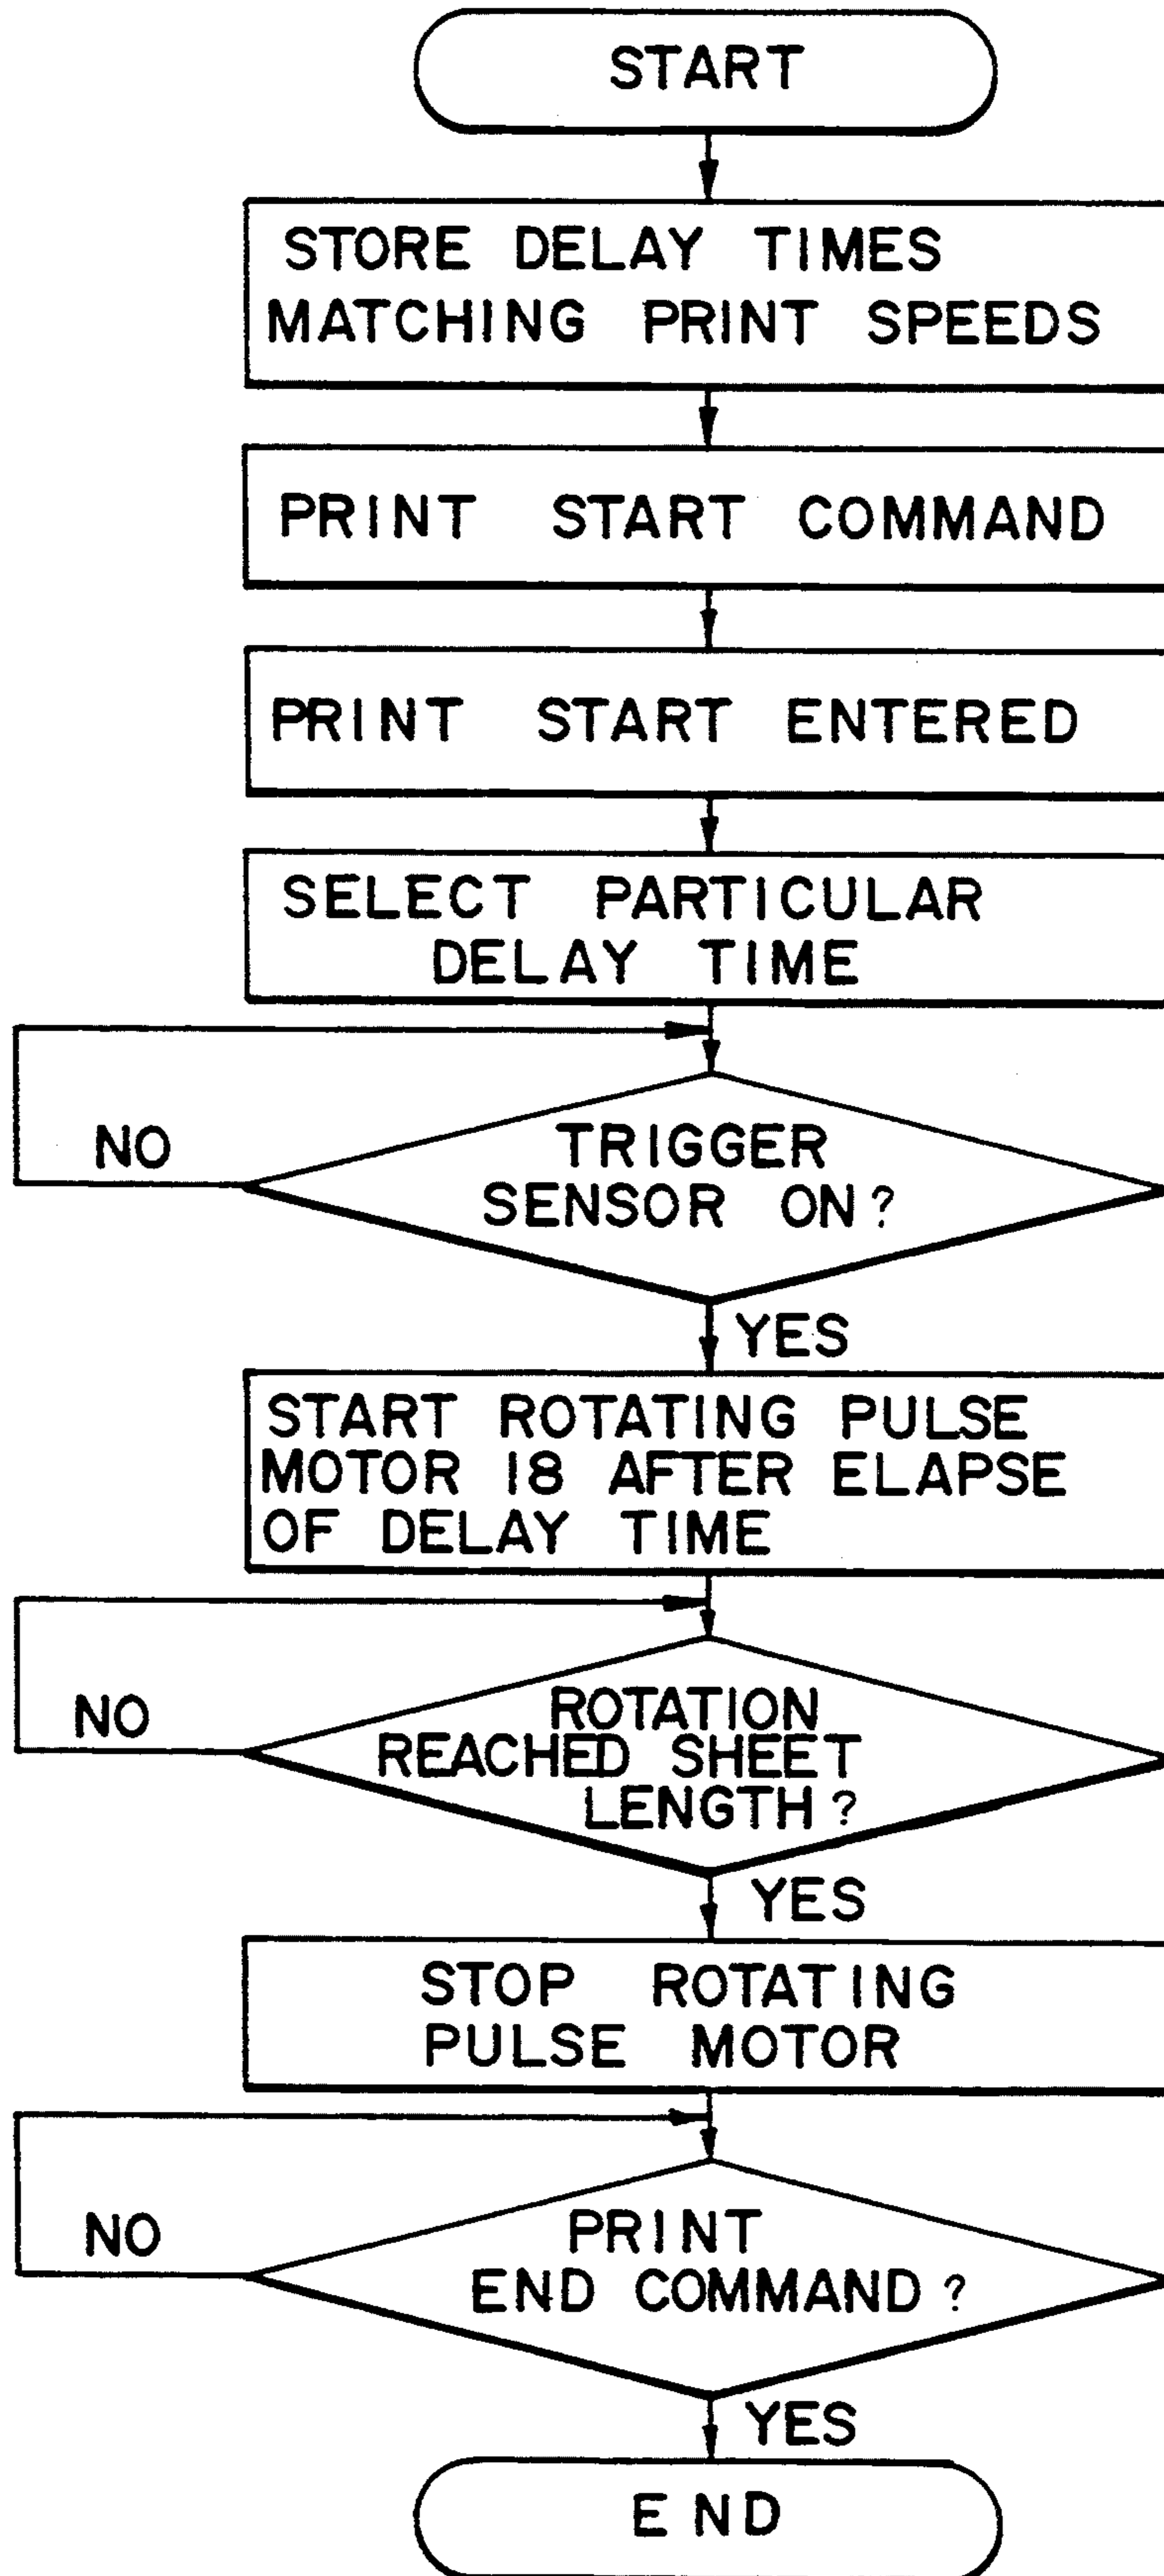 START
STORE DELAY TIMES
MATCHING PRINT SPEEDS
PRINT START COMMAND
PRINT START ENTERED
SELECT PARTICULAR
DELAY TIME
NO
TRIGGER
SENSOR ON?
YES
START ROTATING PULSE
MOTOR 18 AFTER ELAPSE
OF DELAY TIME
NO
ROTATION
REACHED SHEET
LENGTH?
YES
STOP ROTATING
PULSE MOTOR
NO
PRINT
END COMMAND?
YES
END